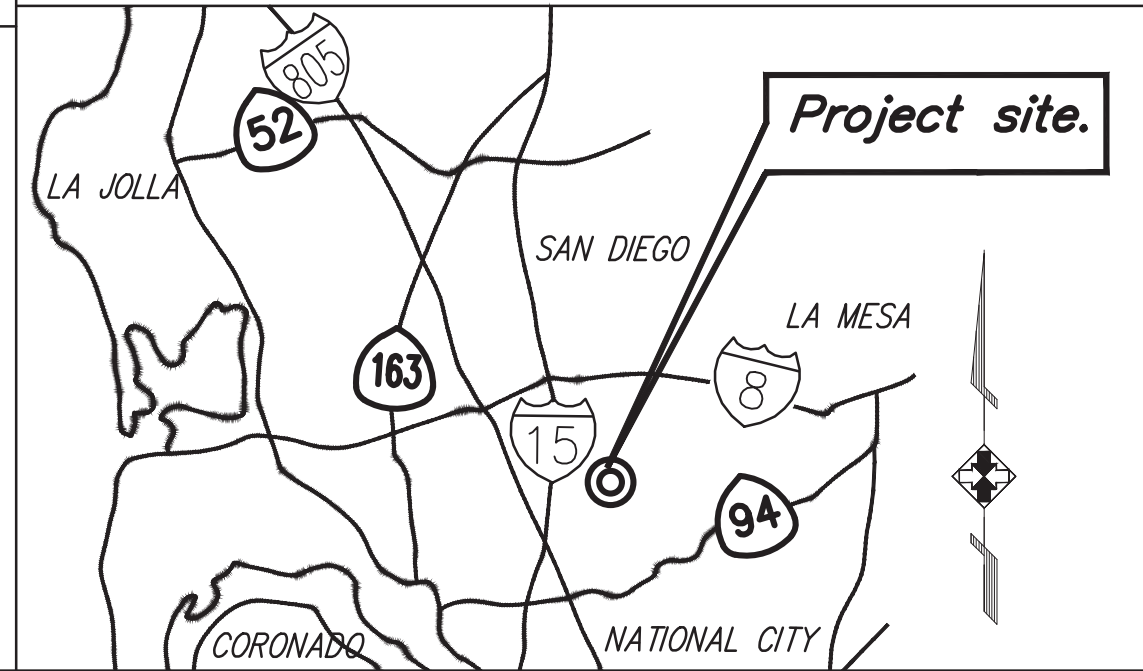 805
52
Project site.
LA JOLLA
SAN DIEGO
LA MESA
163
8
15
94
CORONADO
NATIONAL CITY